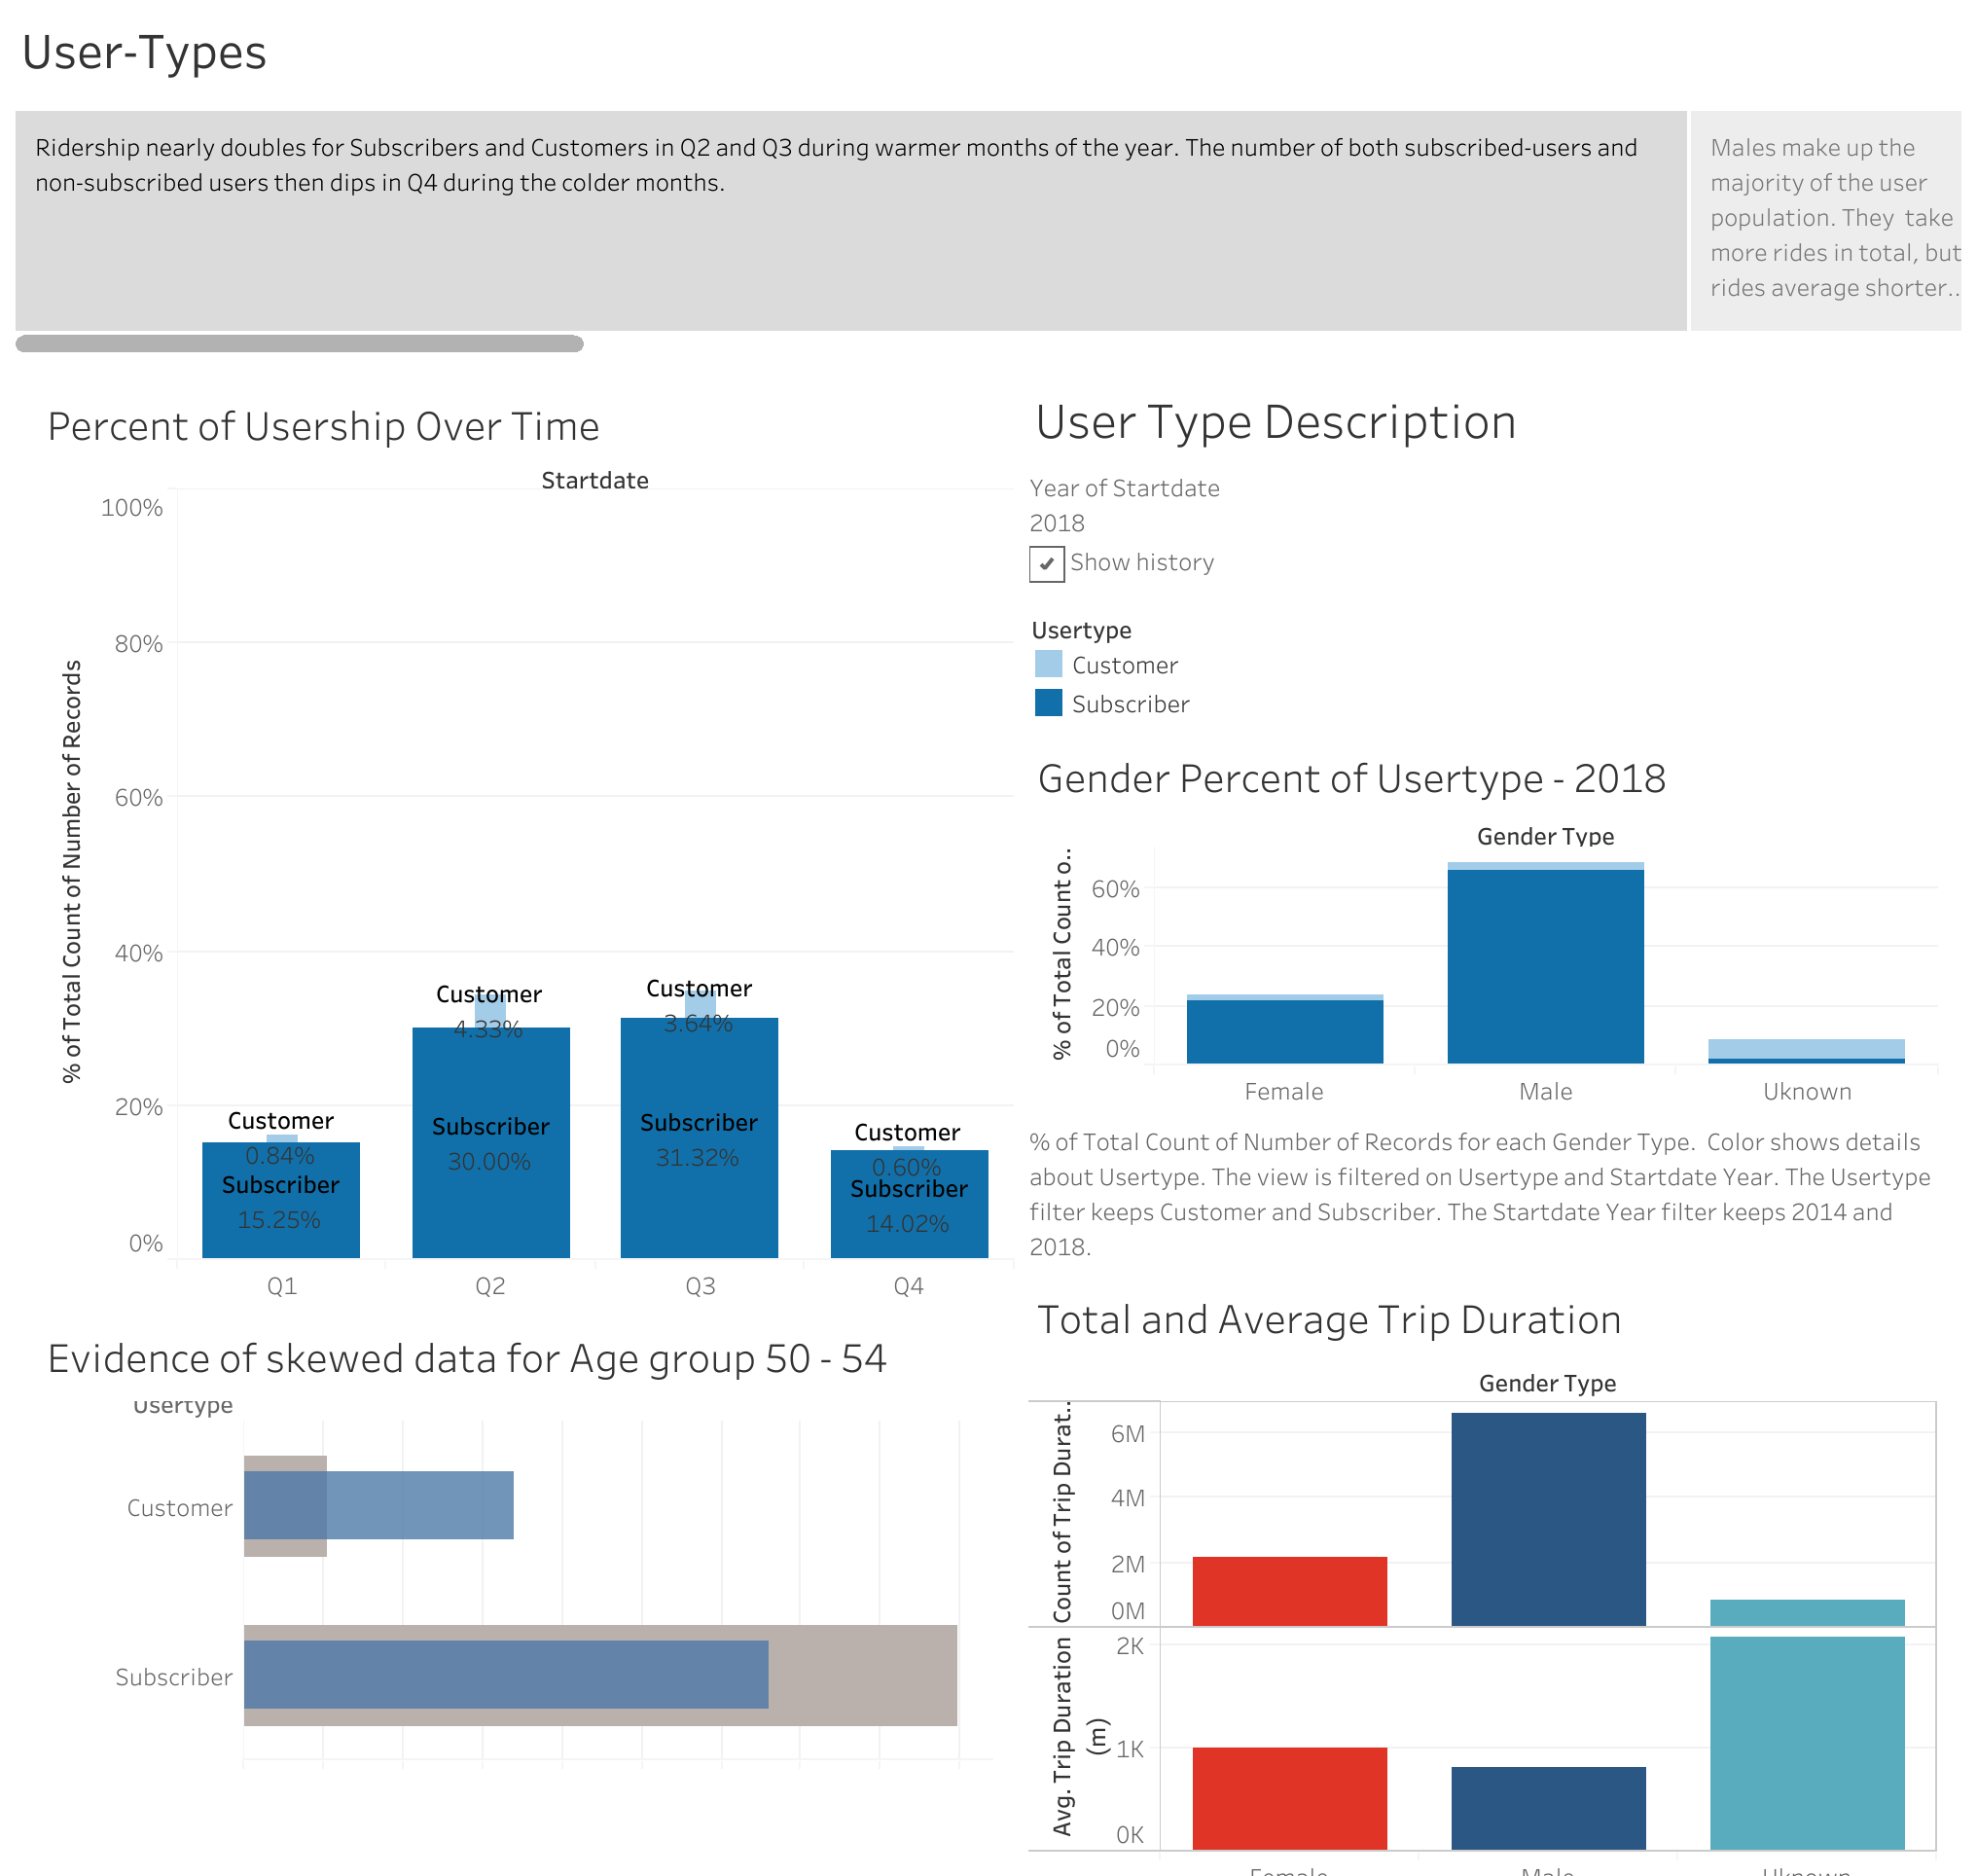 User-Types
Ridership nearly doubles for Subscribers and Customers in Q2 and Q3 during warmer months of the year. The number of both subscribed-users and
non-subscribed users then dips in Q4 during the colder months.
Males make up the
majority of the user
population. They  take
more rides in total, but
rides average shorter..
Percent of Usership Over Time
Startdate
% of Total Count of Number of Records
100%
80%
60%
40%
20%
0%
Customer
0.84%
Subscriber
15.25%
Customer
4.33%
Subscriber
30.00%
Customer
3.64%
Subscriber
31.32%
Customer
0.60%
Subscriber
14.02%
Q1
Q2
Q3
Q4
User Type Description
Year of Startdate
2018
Show history
Usertype
Customer
Subscriber
Gender Percent of Usertype - 2018
Gender Type
% of Total Count o..
60%
40%
20%
0%
Female
Male
Uknown
% of Total Count of Number of Records for each Gender Type.  Color shows details
about Usertype. The view is filtered on Usertype and Startdate Year. The Usertype
filter keeps Customer and Subscriber. The Startdate Year filter keeps 2014 and
2018.
Evidence of skewed data for Age group 50 - 54
Usertype
Customer
Subscriber
Total and Average Trip Duration
Gender Type
Count of Trip Durat..
6M
4M
2M
0M
Avg. Trip Duration
(m)
2K
1K
0K
Female
Male
Uknown